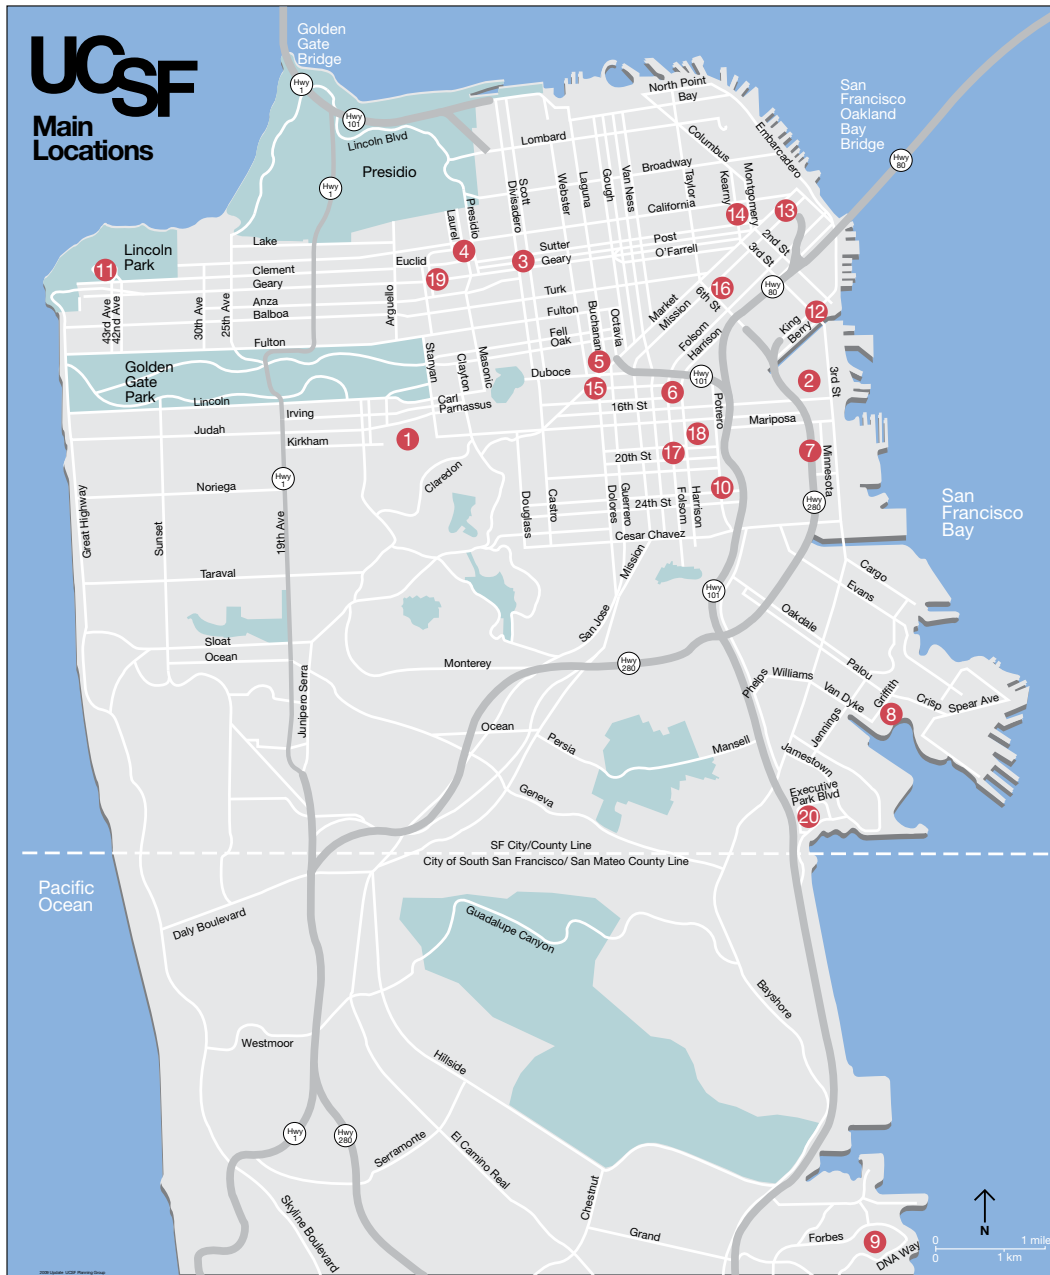 UCSF
Main
Locations
Golden
Gate
Bridge
San
Francisco
Oakland
Bay
Bridge
Hwy
1
Hwy
101
Lincoln Blvd
Presidio
Hwy
1
Hwy
80
North Point
Bay
Columbus
Embarcadero
Lombard
Broadway
California
Scott
Divisadero
Webster
Laguna
Gough
Van Ness
Taylor
Kearny
Montgomery
Presidio
Laurel
14
13
2nd St
3rd St
Lincoln
Park
11
Lake
Clement
Geary
Anza
Balboa
Fulton
43rd Ave
42nd Ave
30th Ave
25th Ave
Arguello
Euclid
4
19
3
Sutter
Geary
Post
O'Farrell
Turk
Fulton
Fell
Oak
Buchanan
Octavia
Market
Mission
16
6th St
Folsom
Harrison
Hwy
80
12
King
Berry
Golden
Gate
Park
Lincoln
Stanyan
Clayton
Masonic
Carl
Parnassus
Duboce
5
15
Hwy
101
6
16th St
Potrero
2
3rd St
Mariposa
Irving
Judah
Kirkham
1
18
17
20th St
7
Minnesota
Noriega
Hwy
1
Great Highway
Sunset
19th Ave
Claredon
Douglass
Castro
Dolores
Guerrero
24th St
Folsom
Harrison
10
Hwy
280
San
Francisco
Bay
Cesar Chavez
Mission
San Jose
Taraval
Hwy
101
Cargo
Evans
Oakdale
Sloat
Ocean
Junipero Serra
Monterey
Hwy
280
Phelps
Williams
Van Dyke
Palou
Griffith
Crisp
Spear Ave
8
Jennings
Jamestown
Ocean
Persia
Mansell
Geneva
Executive
Park Blvd
20
SF City/County Line
City of South San Francisco/ San Mateo County Line
Pacific
Ocean
Daly Boulevard
Guadalupe Canyon
Bayshore
Westmoor
Hillside
Hwy
1
Hwy
280
Serramonte
El Camino Real
Skyline Boulevard
Chestnut
Grand
Forbes
9
DNA Way
N
0
1 mile
0
1 km
2009 Update UCSF Planning Group